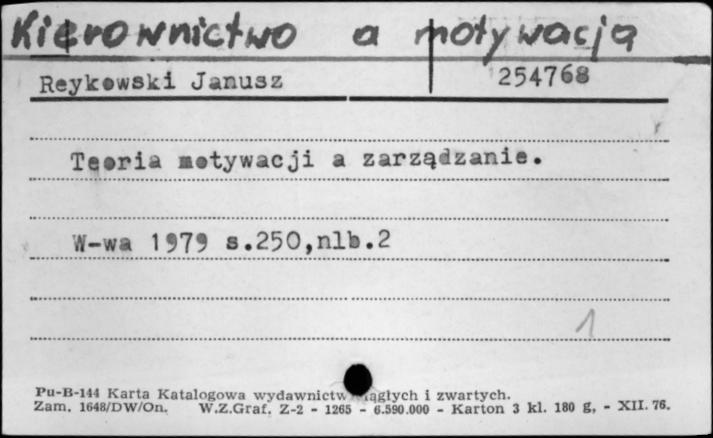 Kierownictwo a motywacja
Reykowski Janusz 254768
Teoria motywacji a zarządzanie.
W-wa 1979 s.250,nlb.2
1
Pu-B-144 Karta Katalogowa wydawnictw ciągłych i zwartych.
Zam. 1648/DW/On. W.Z.Graf. Z-2 - 1265 - 6.590.000 - Karton 3 kl. 180 g, - XII. 76.